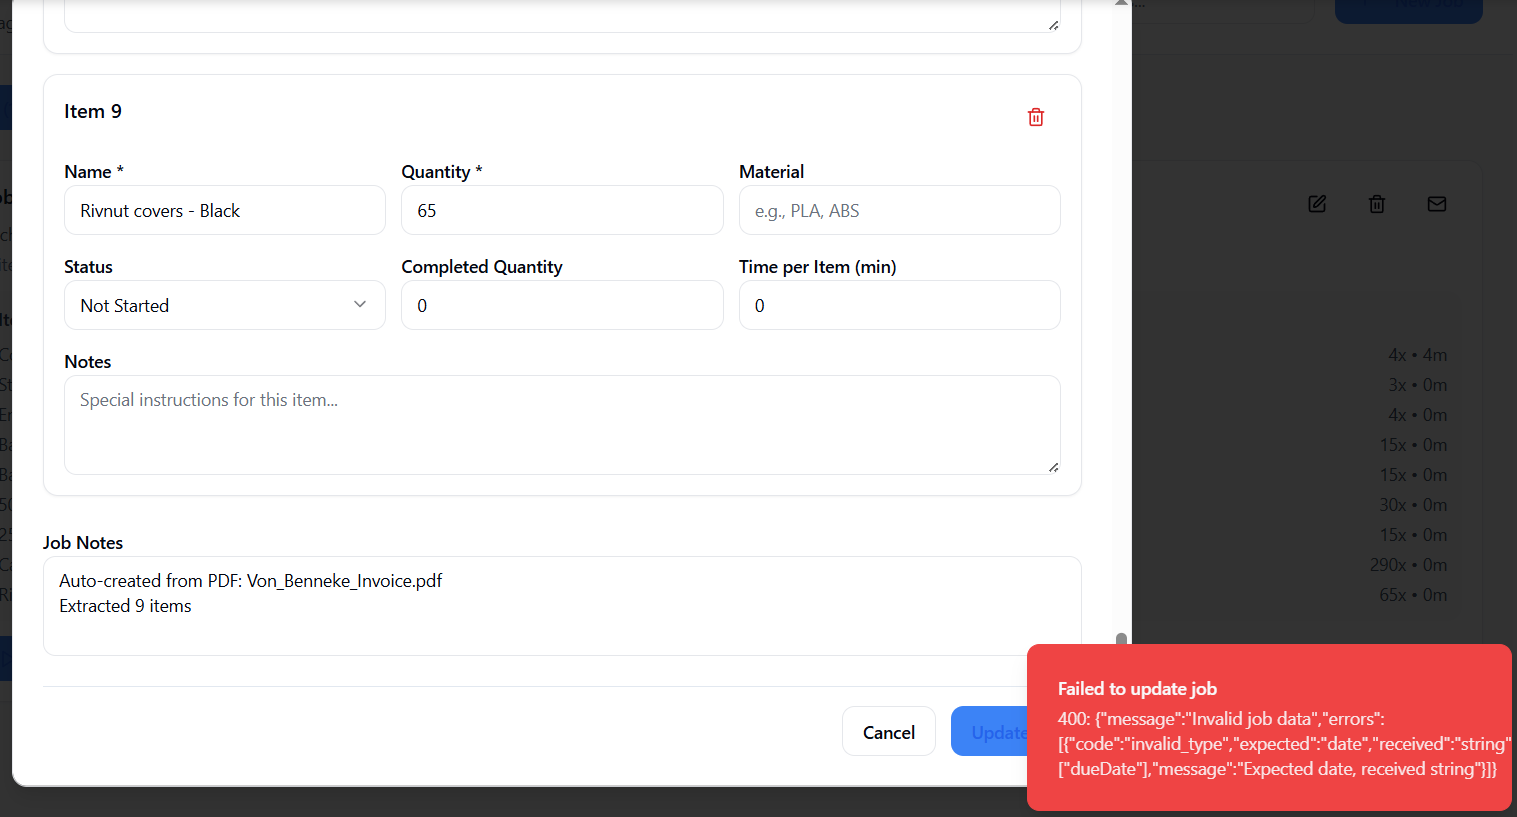 New Job
Item 9
Name *
Quantity *
Material
Rivnut covers - Black
65
e.g., PLA, ABS
Status
Completed Quantity
Time per Item (min)
Not Started
0
0
Notes
Special instructions for this item...
4x • 4m
3x • 0m
4x • 0m
15x • 0m
15x • 0m
30x • 0m
15x • 0m
290x • 0m
65x • 0m
Job Notes
Auto-created from PDF: Von_Benneke_Invoice.pdf
Extracted 9 items
Cancel
Update
Failed to update job
400: {"message":"Invalid job data","errors":
[{"code":"invalid_type","expected":"date","received":"string"
["dueDate"],"message":"Expected date, received string"}]}